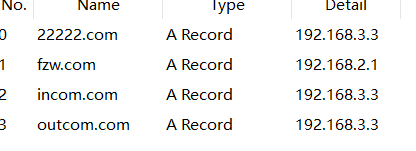 No. Name Type Detail
0 22222.com A Record 192.168.3.3
1. fzw.com A Record 192.168.2.1
2 incom.com A Record 192.168.3.3
3 outcom.com A Record 192.168.3.3